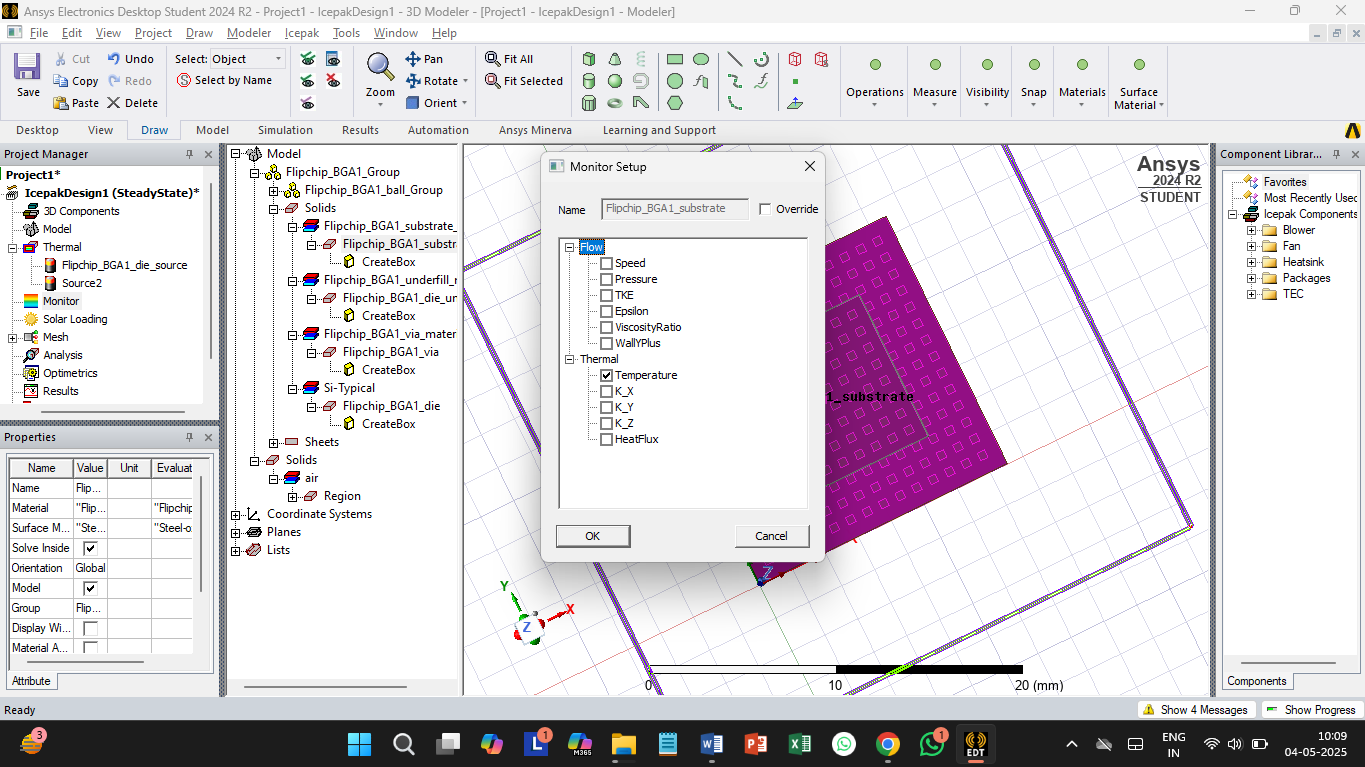 Ansys Electronics Desktop Student 2024 R2 - Project1 - IcepakDesign1 - 3D Modeler - [Project1 - IcepakDesign1 - Modeler]
File Edit View Project Draw Modeler Icepak Tools Window Help
Save
Cut
Copy
Paste
Undo
Redo
Delete
Select: Object
Select by Name
Zoom
Pan
Rotate
Orient
Fit All
Fit Selected
Operations
Measure
Visibility
Snap
Materials
Surface
Material
Desktop View Draw Model Simulation Results Automation Ansys Minerva Learning and Support
Project Manager
Project1*
IcepakDesign1 (SteadyState)*
3D Components
Model
Thermal
Flipchip_BGA1_die_source
Source2
Monitor
Solar Loading
Mesh
Analysis
Optimetrics
Results
Properties
Name Value Unit Evaluat
Name Flip...
Material "Flip... "Flipchip
Surface M... "Ste... "Steel-o
Solve Inside
Orientation Global
Model
Group Flip...
Display Wi...
Material A...
Attribute
Model
Flipchip_BGA1_Group
Flipchip_BGA1_ball_Group
Solids
Flipchip_BGA1_substrate_
Flipchip_BGA1_substr
CreateBox
Flipchip_BGA1_underfill_
Flipchip_BGA1_die_un
CreateBox
Flipchip_BGA1_via_mater
Flipchip_BGA1_via
CreateBox
Si-Typical
Flipchip_BGA1_die
CreateBox
Sheets
Solids
air
Region
Coordinate Systems
Planes
Lists
Monitor Setup
Name Flipchip_BGA1_substrate Override
Flow
Speed
Pressure
TKE
Epsilon
ViscosityRatio
WallYPlus
Thermal
Temperature
K_X
K_Y
K_Z
HeatFlux
OK Cancel
Ansys
2024 R2
STUDENT
1_substrate
Z
Y
X
Z
0 10 20 (mm)
Component Librar...
Favorites
Most Recently Used
Icepak Components
Blower
Fan
Heatsink
Packages
TEC
Components
Ready
Show 4 Messages Show Progress
3
L
1
M365
1
EDT
ENG
IN
10:09
04-05-2025